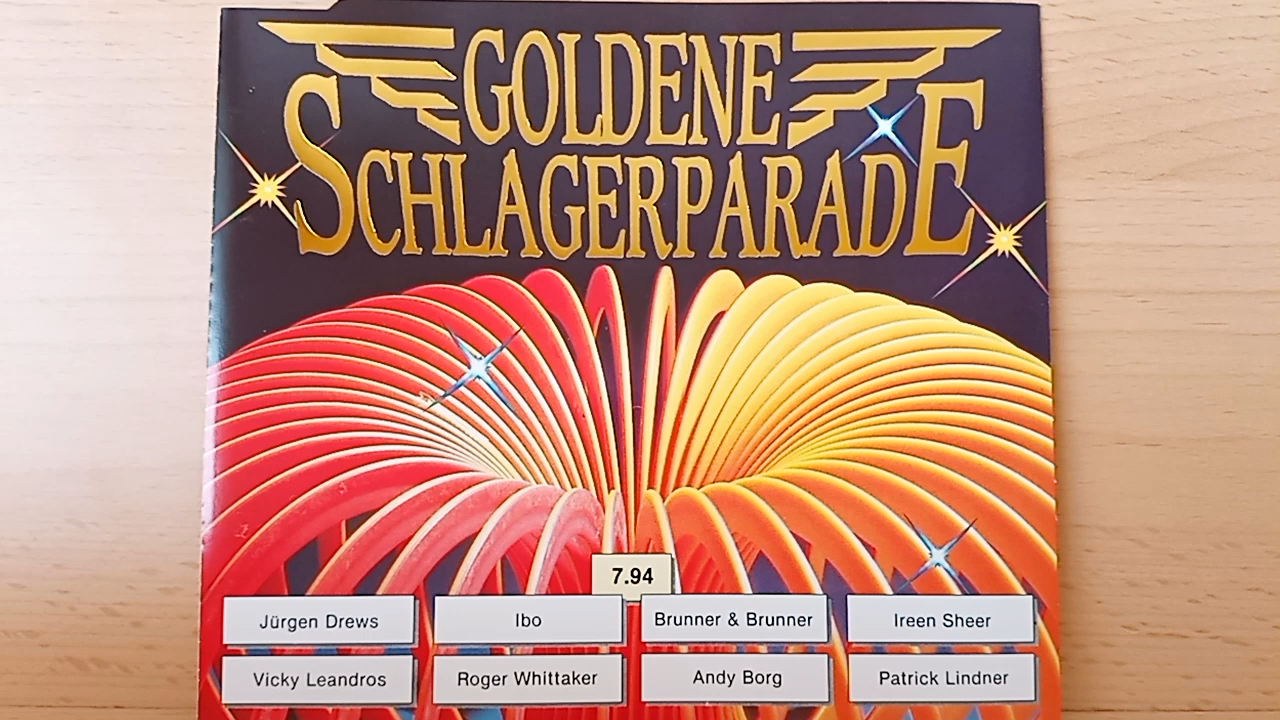 GOLDENE
SCHLAGERPARADE
7.94
Jürgen Drews
Ibo
Brunner & Brunner
Ireen Sheer
Vicky Leandros
Roger Whittaker
Andy Borg
Patrick Lindner